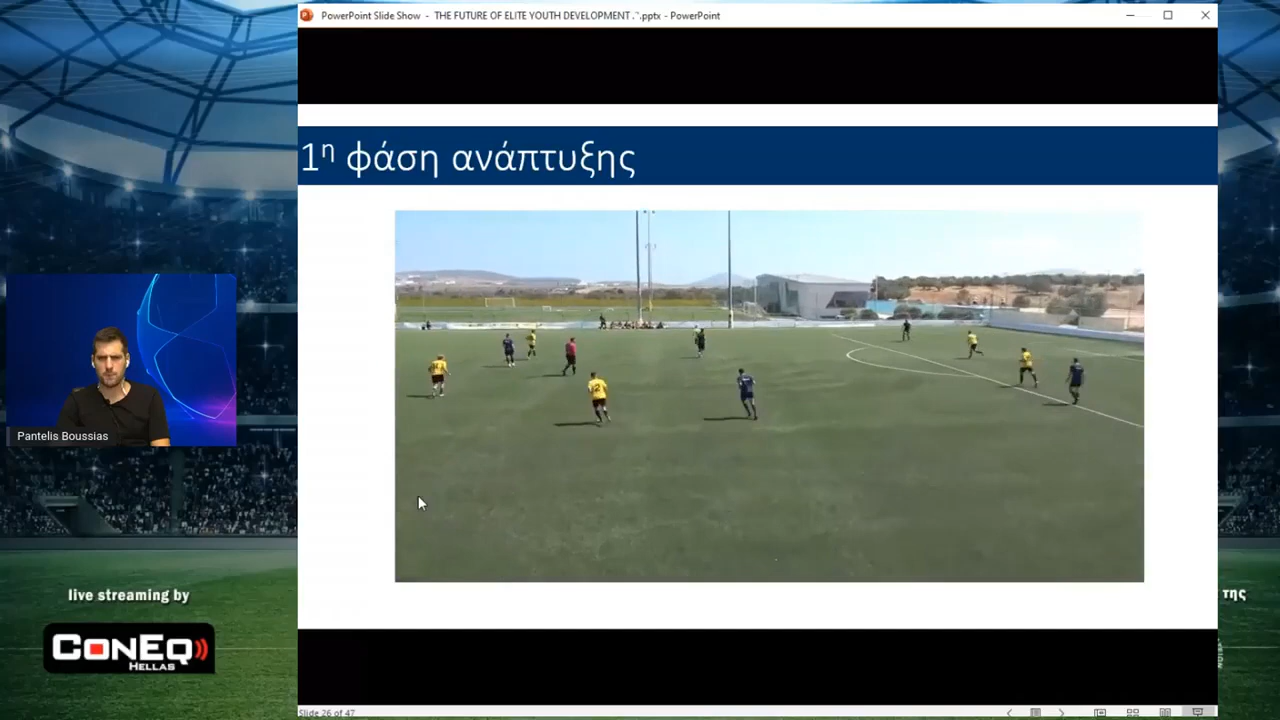 PowerPoint Slide Show - THE FUTURE OF ELITE YOUTH DEVELOPMENT .¨.pptx - PowerPoint
1η φάση ανάπτυξης
Pantelis Boussias
live streaming by
CONEQ
HELLAS
της
Slide 26 of 47